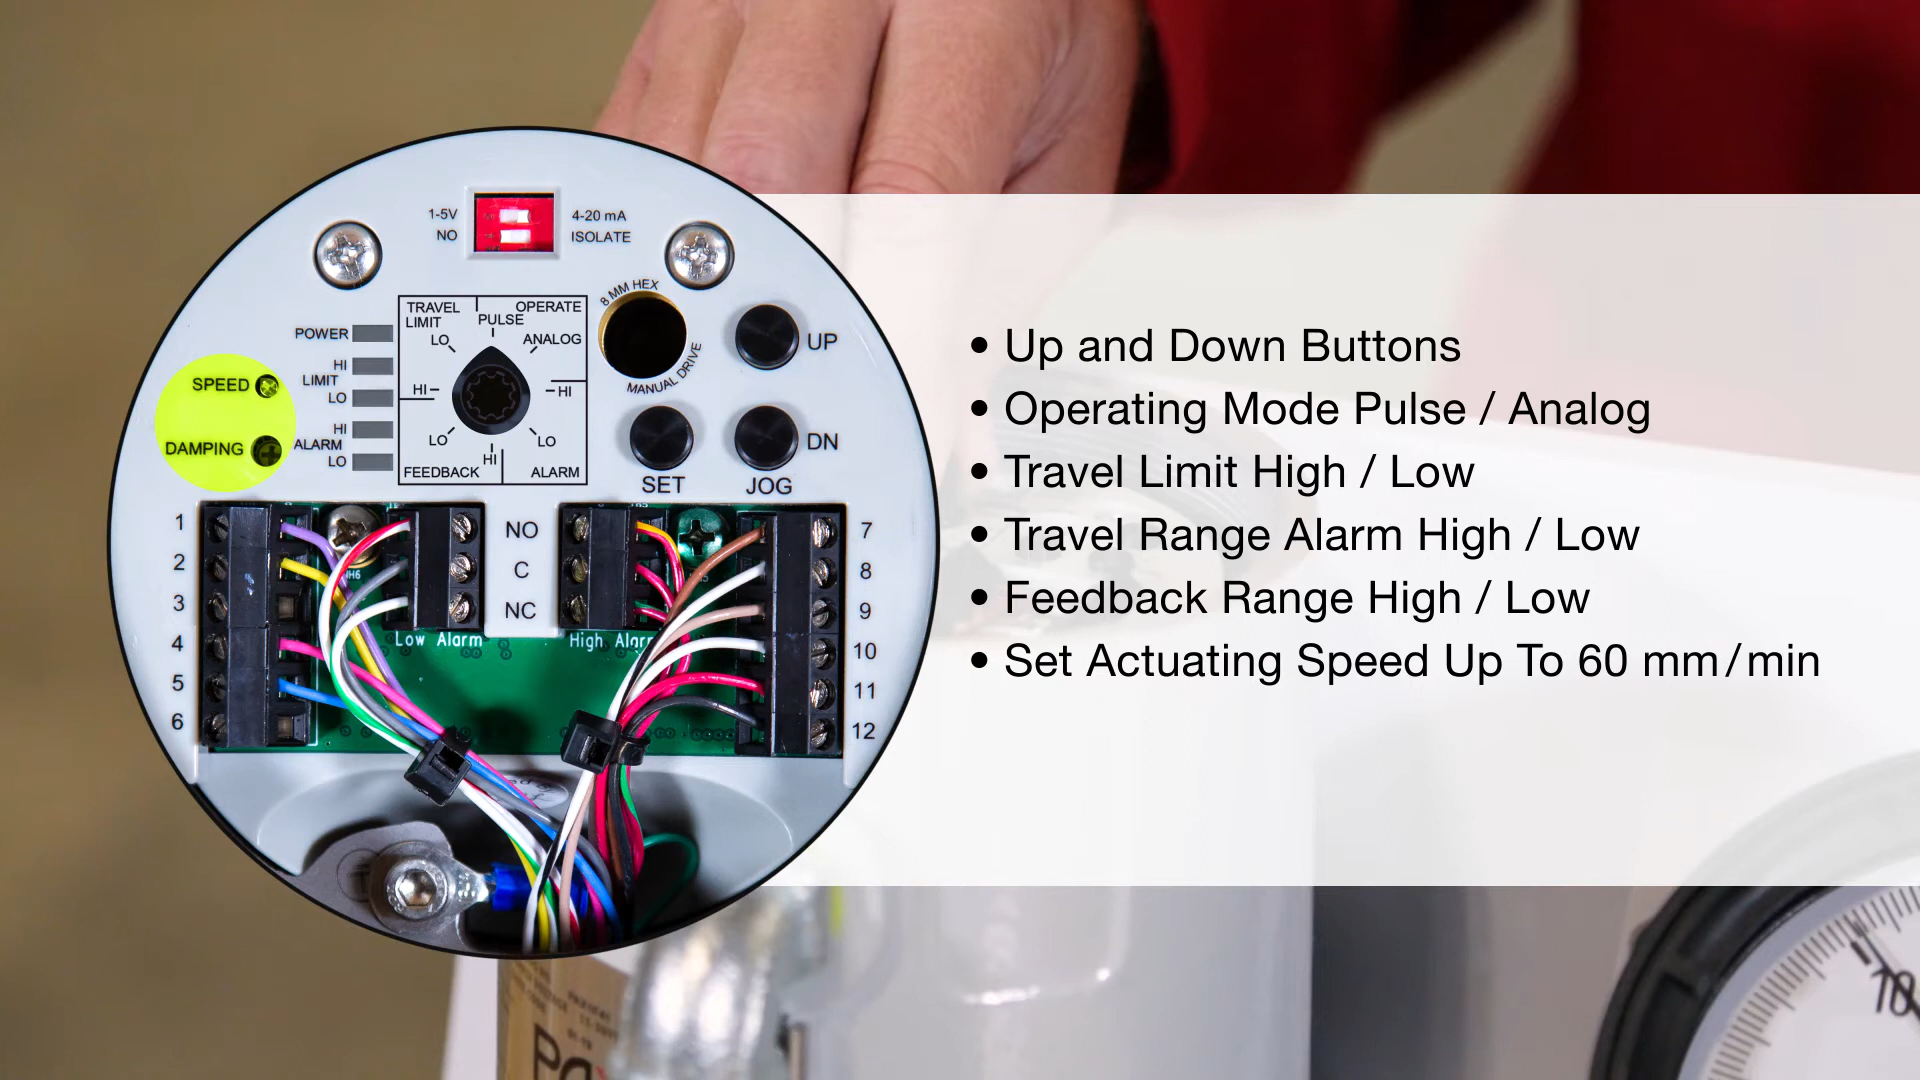 1-5V
4-20 mA
NO
ISOLATE
8 MM HEX
MANUAL DRIVE
TRAVEL
LIMIT
OPERATE
PULSE
LO
ANALOG
HI
HI
LO
LO
HI
FEEDBACK
ALARM
POWER
HI
LIMIT
LO
HI
ALARM
LO
SPEED
DAMPING
UP
DN
SET
JOG
1
2
3
4
5
6
NO
C
NC
7
8
9
10
11
12
Low Alarm
High Alarm
• Up and Down Buttons
• Operating Mode Pulse / Analog
• Travel Limit High / Low
• Travel Range Alarm High / Low
• Feedback Range High / Low
• Set Actuating Speed Up To 60 mm/min
10